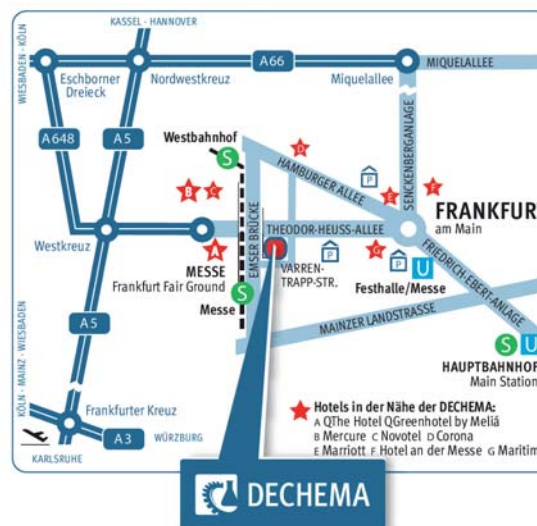 KASSEL - HANNOVER
WIESBADEN - KÖLN
A66
MIQUELALLEE
Eschborner
Dreieck
Nordwestkreuz
Miquelallee
A648
A5
Westbahnhof
S
D
HAMBURGER ALLEE
SENCKENBERGANLAGE
P
B
C
E
F
FRANKFURT
am Main
EMSER BRÜCKE
THEODOR-HEUSS-ALLEE
Westkreuz
A
G
P
P
U
MESSE
Frankfurt Fair Ground
VARREN-
TRAPP-STR.
Festhalle/Messe
FRIEDRICH-EBERT-ANLAGE
S
Messe
A5
MAINZER LANDSTRASSE
S U
HAUPTBAHNHOF
Main Station
KÖLN - MAINZ - WIESBADEN
Frankfurter Kreuz
A3
WÜRZBURG
KARLSRUHE
Hotels in der Nähe der DECHEMA:
A QThe Hotel QGreenhotel by Meliá
B Mercure C Novotel D Corona
E Marriott F Hotel an der Messe G Maritim
DECHEMA